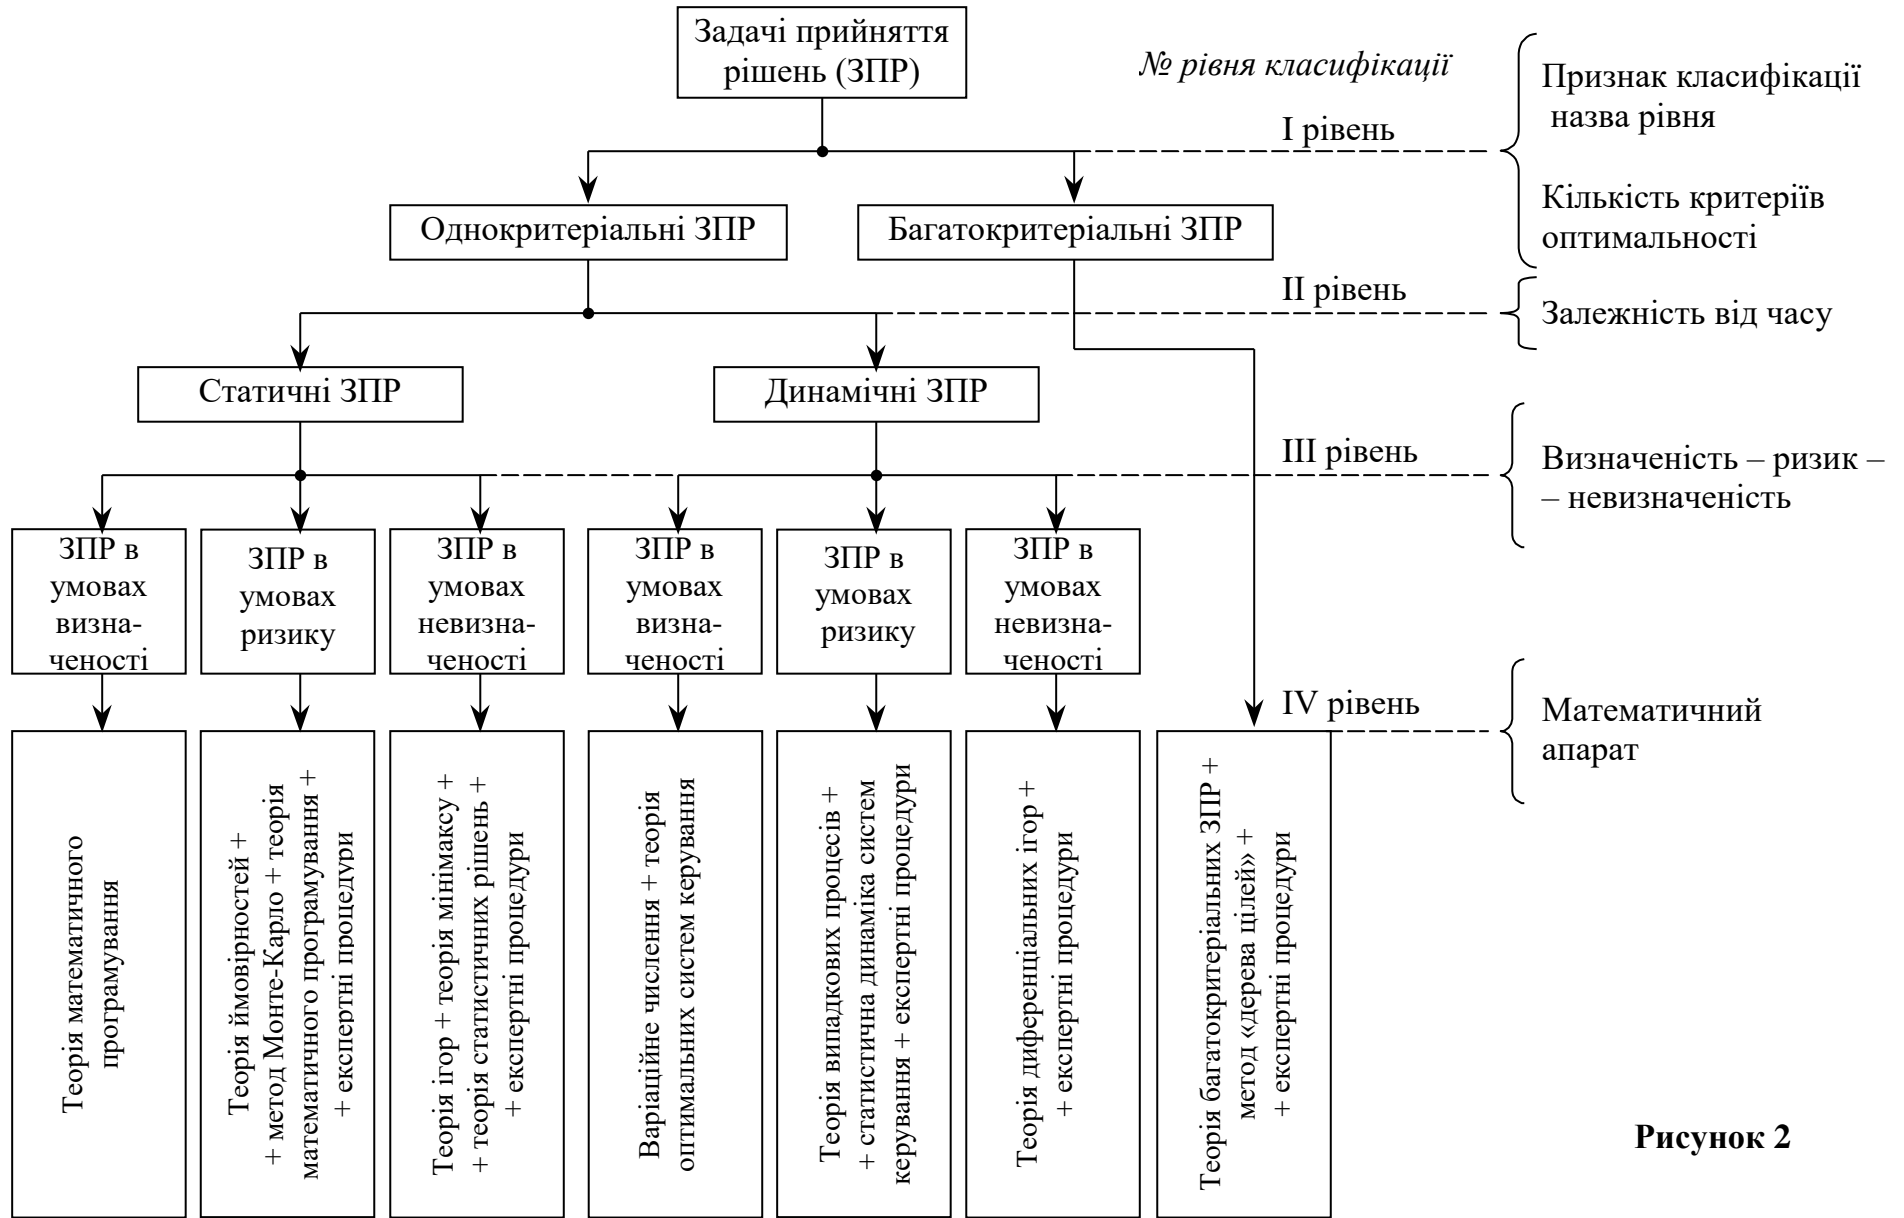 Задачі прийняття
рішень (ЗПР)
№ рівня класифікації
Признак класифікації
назва рівня
І рівень
Кількість критеріїв
оптимальності
Однокритеріальні ЗПР
Багатокритеріальні ЗПР
ІІ рівень
Залежність від часу
Статичні ЗПР
Динамічні ЗПР
ІІІ рівень
Визначеність – ризик –
– невизначеність
ЗПР в
умовах
визна-
ченості
ЗПР в
умовах
ризику
ЗПР в
умовах
невизна-
ченості
ЗПР в
умовах
визна-
ченості
ЗПР в
умовах
ризику
ЗПР в
умовах
невизна-
ченості
IV рівень
Математичний
апарат
Теорія математичного
програмування
Теорія ймовірностей +
+ метод Монте-Карло + теорія
математичного програмування +
+ експертні процедури
Теорія ігор + теорія мінімаксу +
+ теорія статистичних рішень +
+ експертні процедури
Варіаційне числення + теорія
оптимальних систем керування
Теорія випадкових процесів +
+ статистична динаміка систем
керування + експертні процедури
Теорія диференціальних ігор +
+ експертні процедури
Теорія багатокритеріальних ЗПР +
метод «дерева цілей» +
+ експертні процедури
Рисунок 2